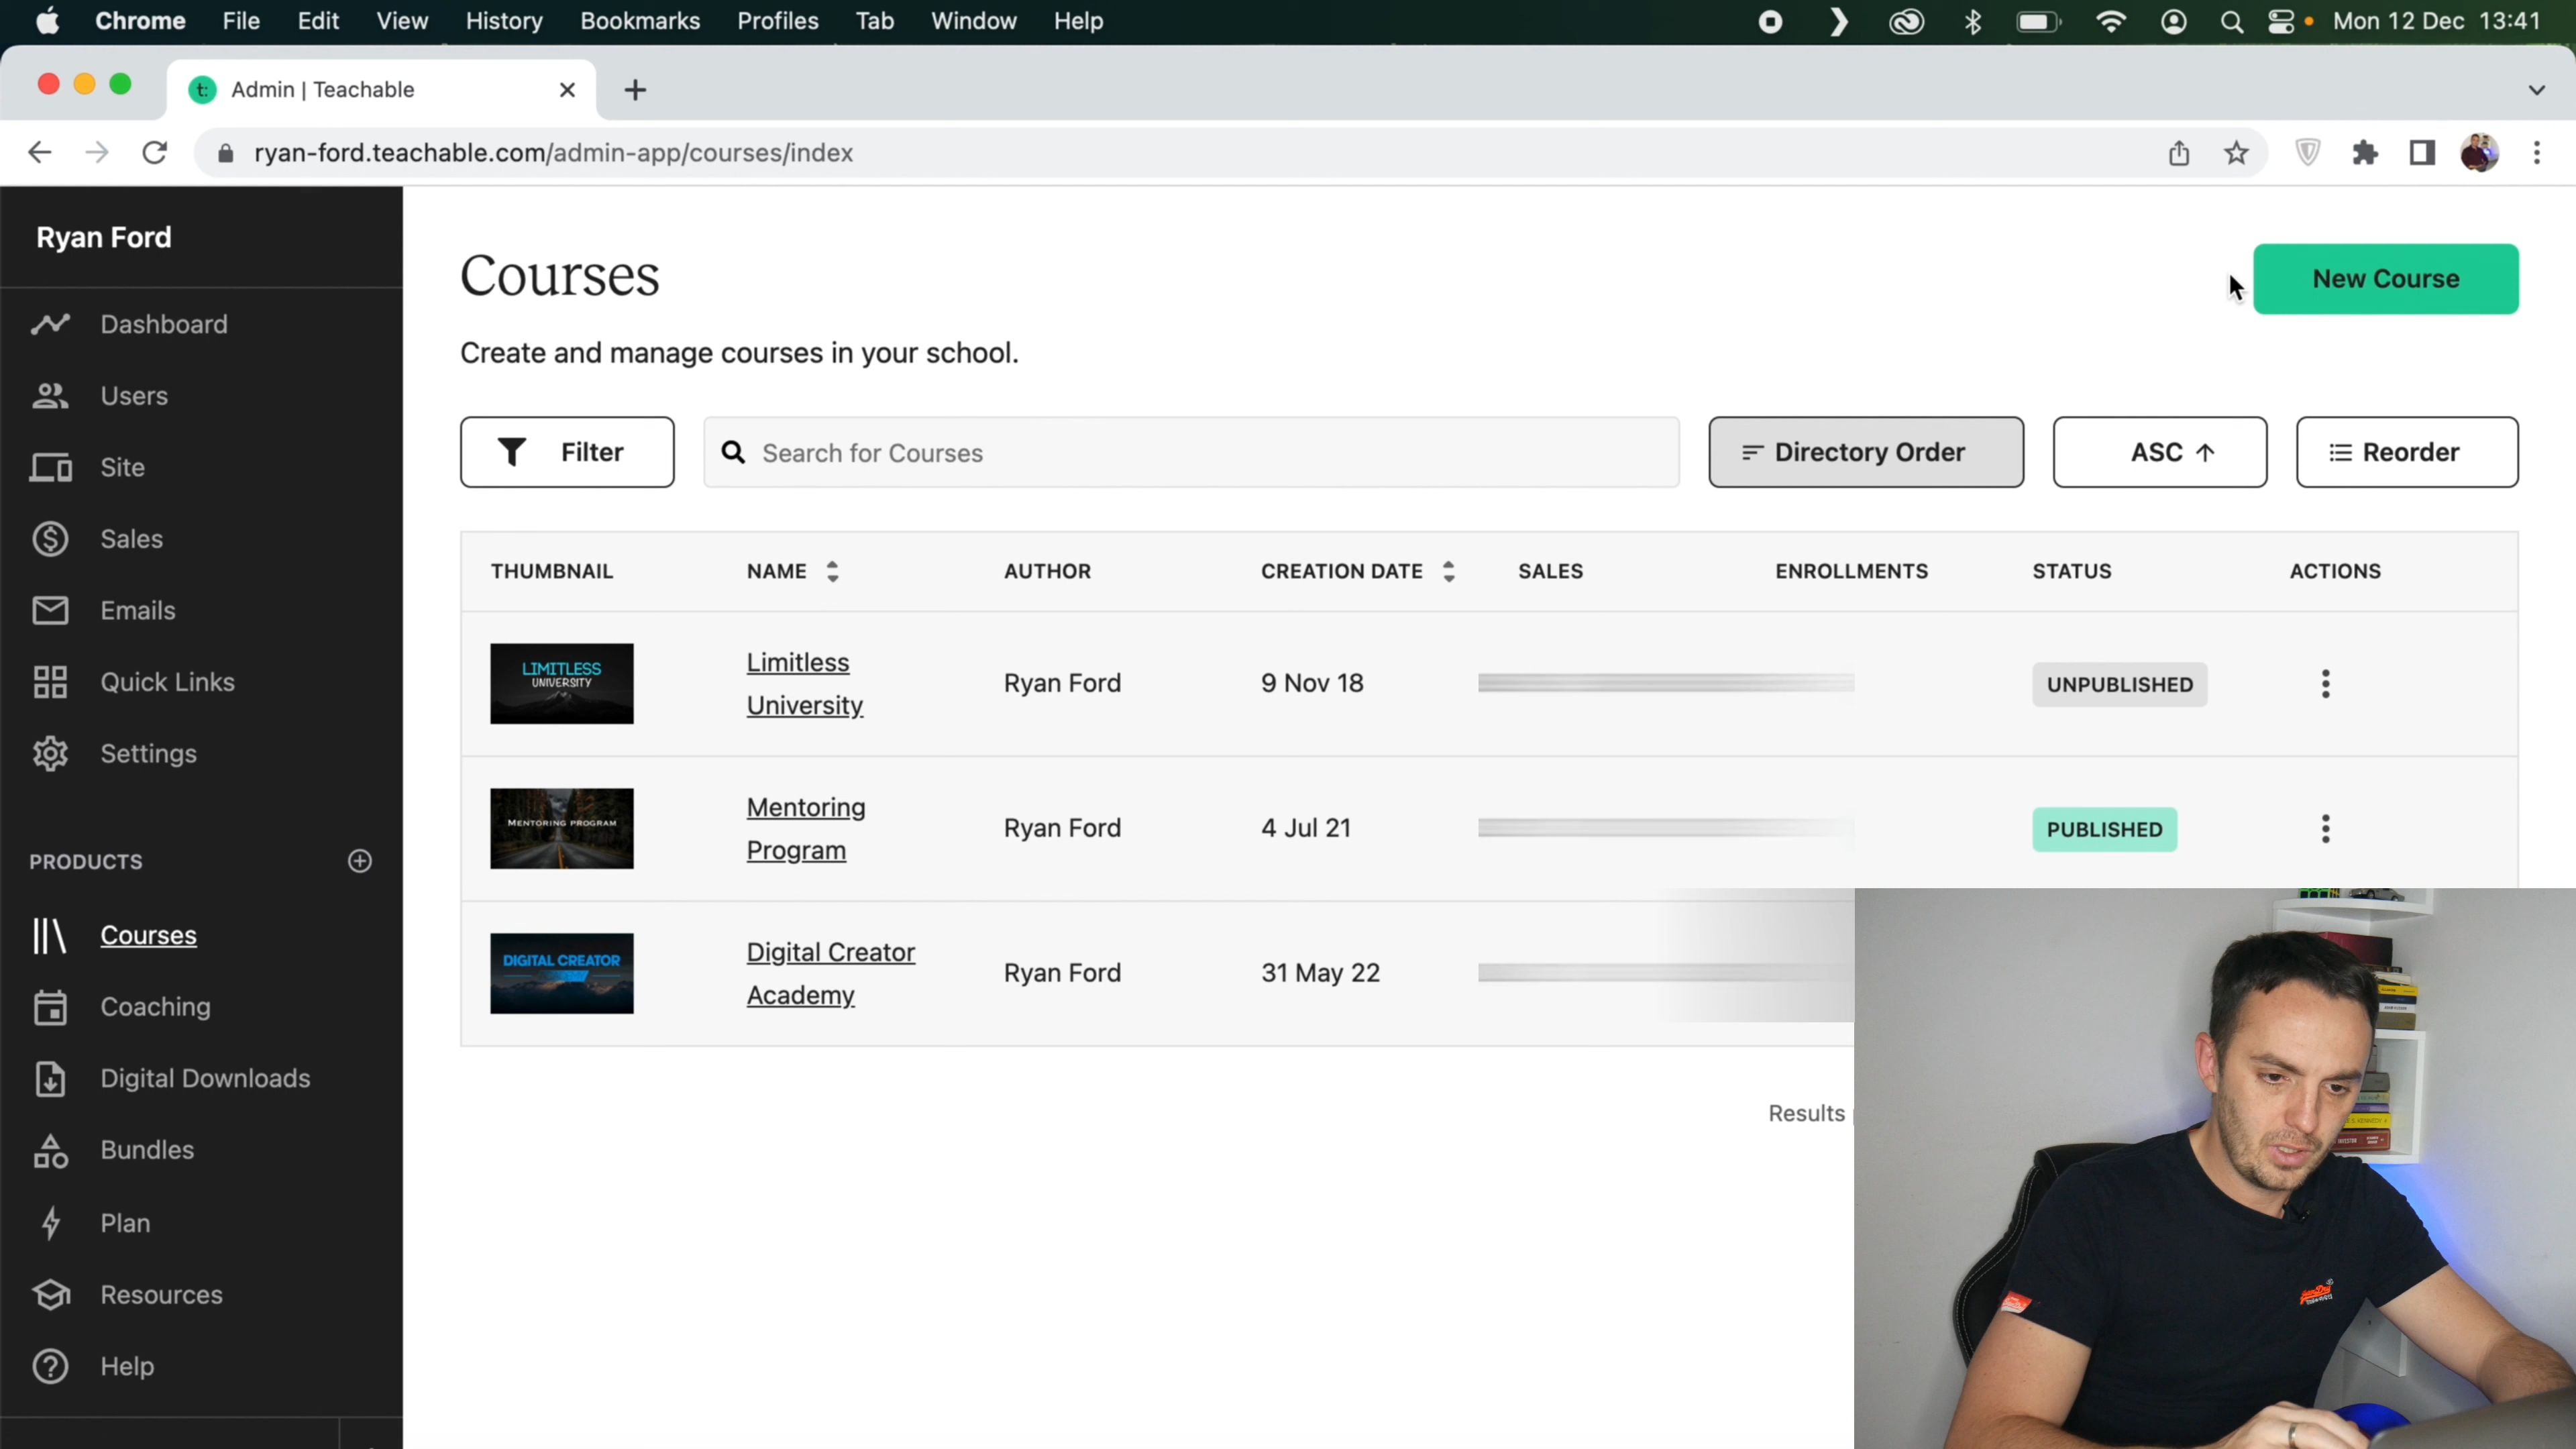 Chrome File Edit View History Bookmarks Profiles Tab Window Help Mon 12 Dec 13:41
t: Admin | Teachable
ryan-ford.teachable.com/admin-app/courses/index
Ryan Ford
Dashboard
Users
Site
Sales
Emails
Quick Links
Settings
PRODUCTS
Courses
Coaching
Digital Downloads
Bundles
Plan
Resources
Help
Courses
New Course
Create and manage courses in your school.
Filter
Search for Courses
Directory Order
ASC
Reorder
THUMBNAIL NAME AUTHOR CREATION DATE SALES ENROLLMENTS STATUS ACTIONS
LIMITLESS
UNIVERSITY
Limitless
University
Ryan Ford
9 Nov 18
UNPUBLISHED
MENTORING PROGRAM
Mentoring
Program
Ryan Ford
4 Jul 21
PUBLISHED
DIGITAL CREATOR
Digital Creator
Academy
Ryan Ford
31 May 22
Results